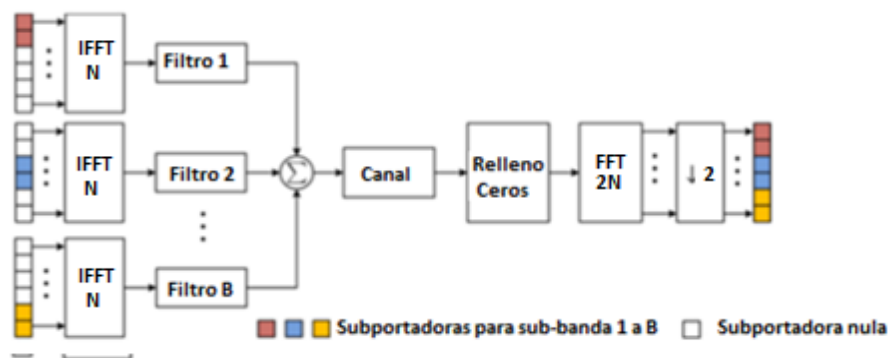 IFFT
N
Filtro 1
IFFT
N
Filtro 2
Σ
Canal
Relleno
Ceros
FFT
2N
↓ 2
IFFT
N
Filtro B
Subportadoras para sub-banda 1 a B
Subportadora nula